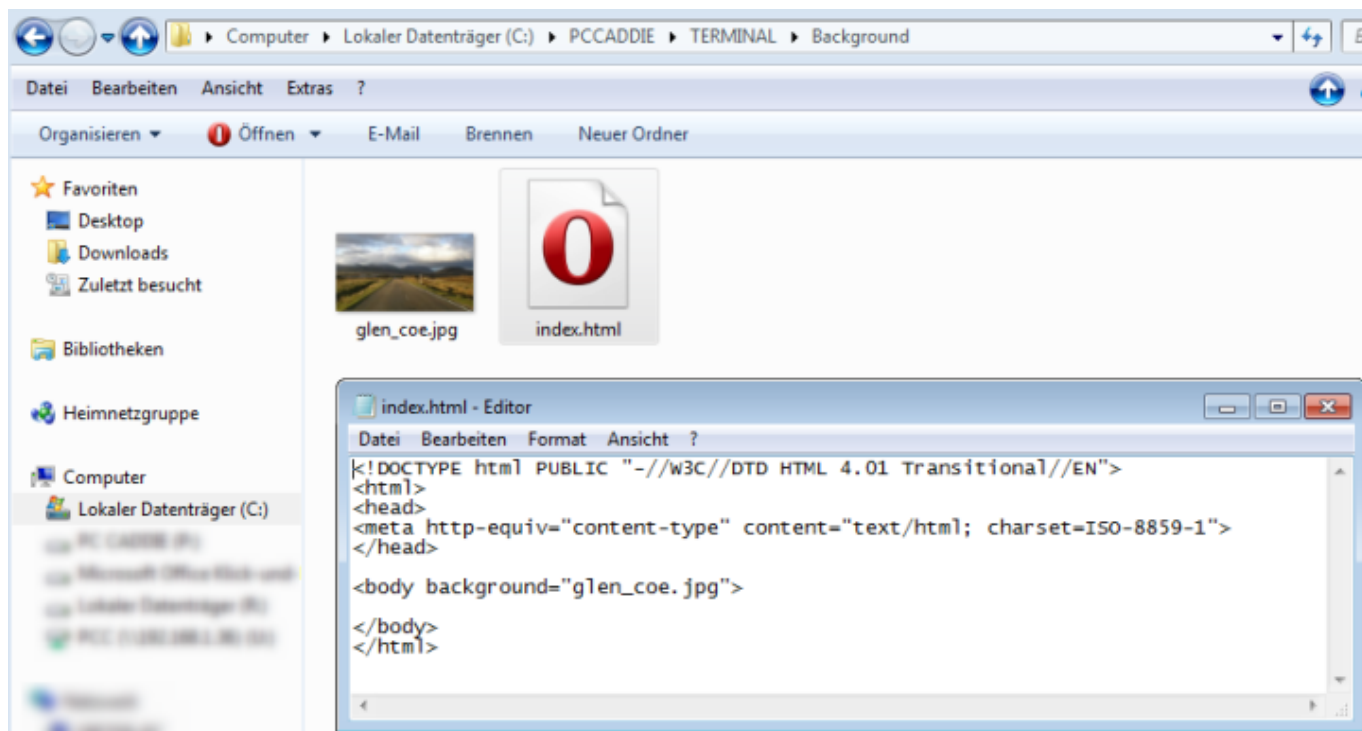 Computer ▸ Lokaler Datenträger (C:) ▸ PCCADDIE ▸ TERMINAL ▸ Background
Datei Bearbeiten Ansicht Extras ?
Organisieren Öffnen E-Mail Brennen Neuer Ordner
Favoriten
Desktop
Downloads
Zuletzt besucht
Bibliotheken
Heimnetzgruppe
Computer
Lokaler Datenträger (C:)
glen_coe.jpg index.html
index.html - Editor
Datei Bearbeiten Format Ansicht ?
<!DOCTYPE html PUBLIC "-//W3C//DTD HTML 4.01 Transitional//EN">
<html>
<head>
<meta http-equiv="content-type" content="text/html; charset=ISO-8859-1">
</head>
<body background="glen_coe.jpg">
</body>
</html>